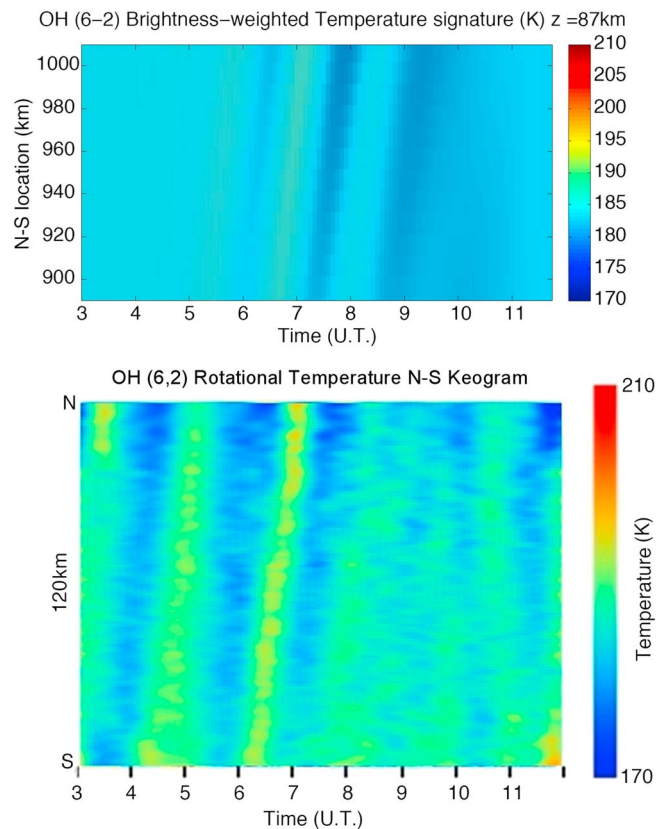 OH (6−2) Brightness−weighted Temperature signature (K) z =87km
N-S location (km)
1000
980
960
940
920
900
3 4 5 6 7 8 9 10 11
Time (U.T.)
210
205
200
195
190
185
180
175
170
OH (6,2) Rotational Temperature N-S Keogram
N
120km
S
3 4 5 6 7 8 9 10 11
Time (U.T.)
210
Temperature (K)
170